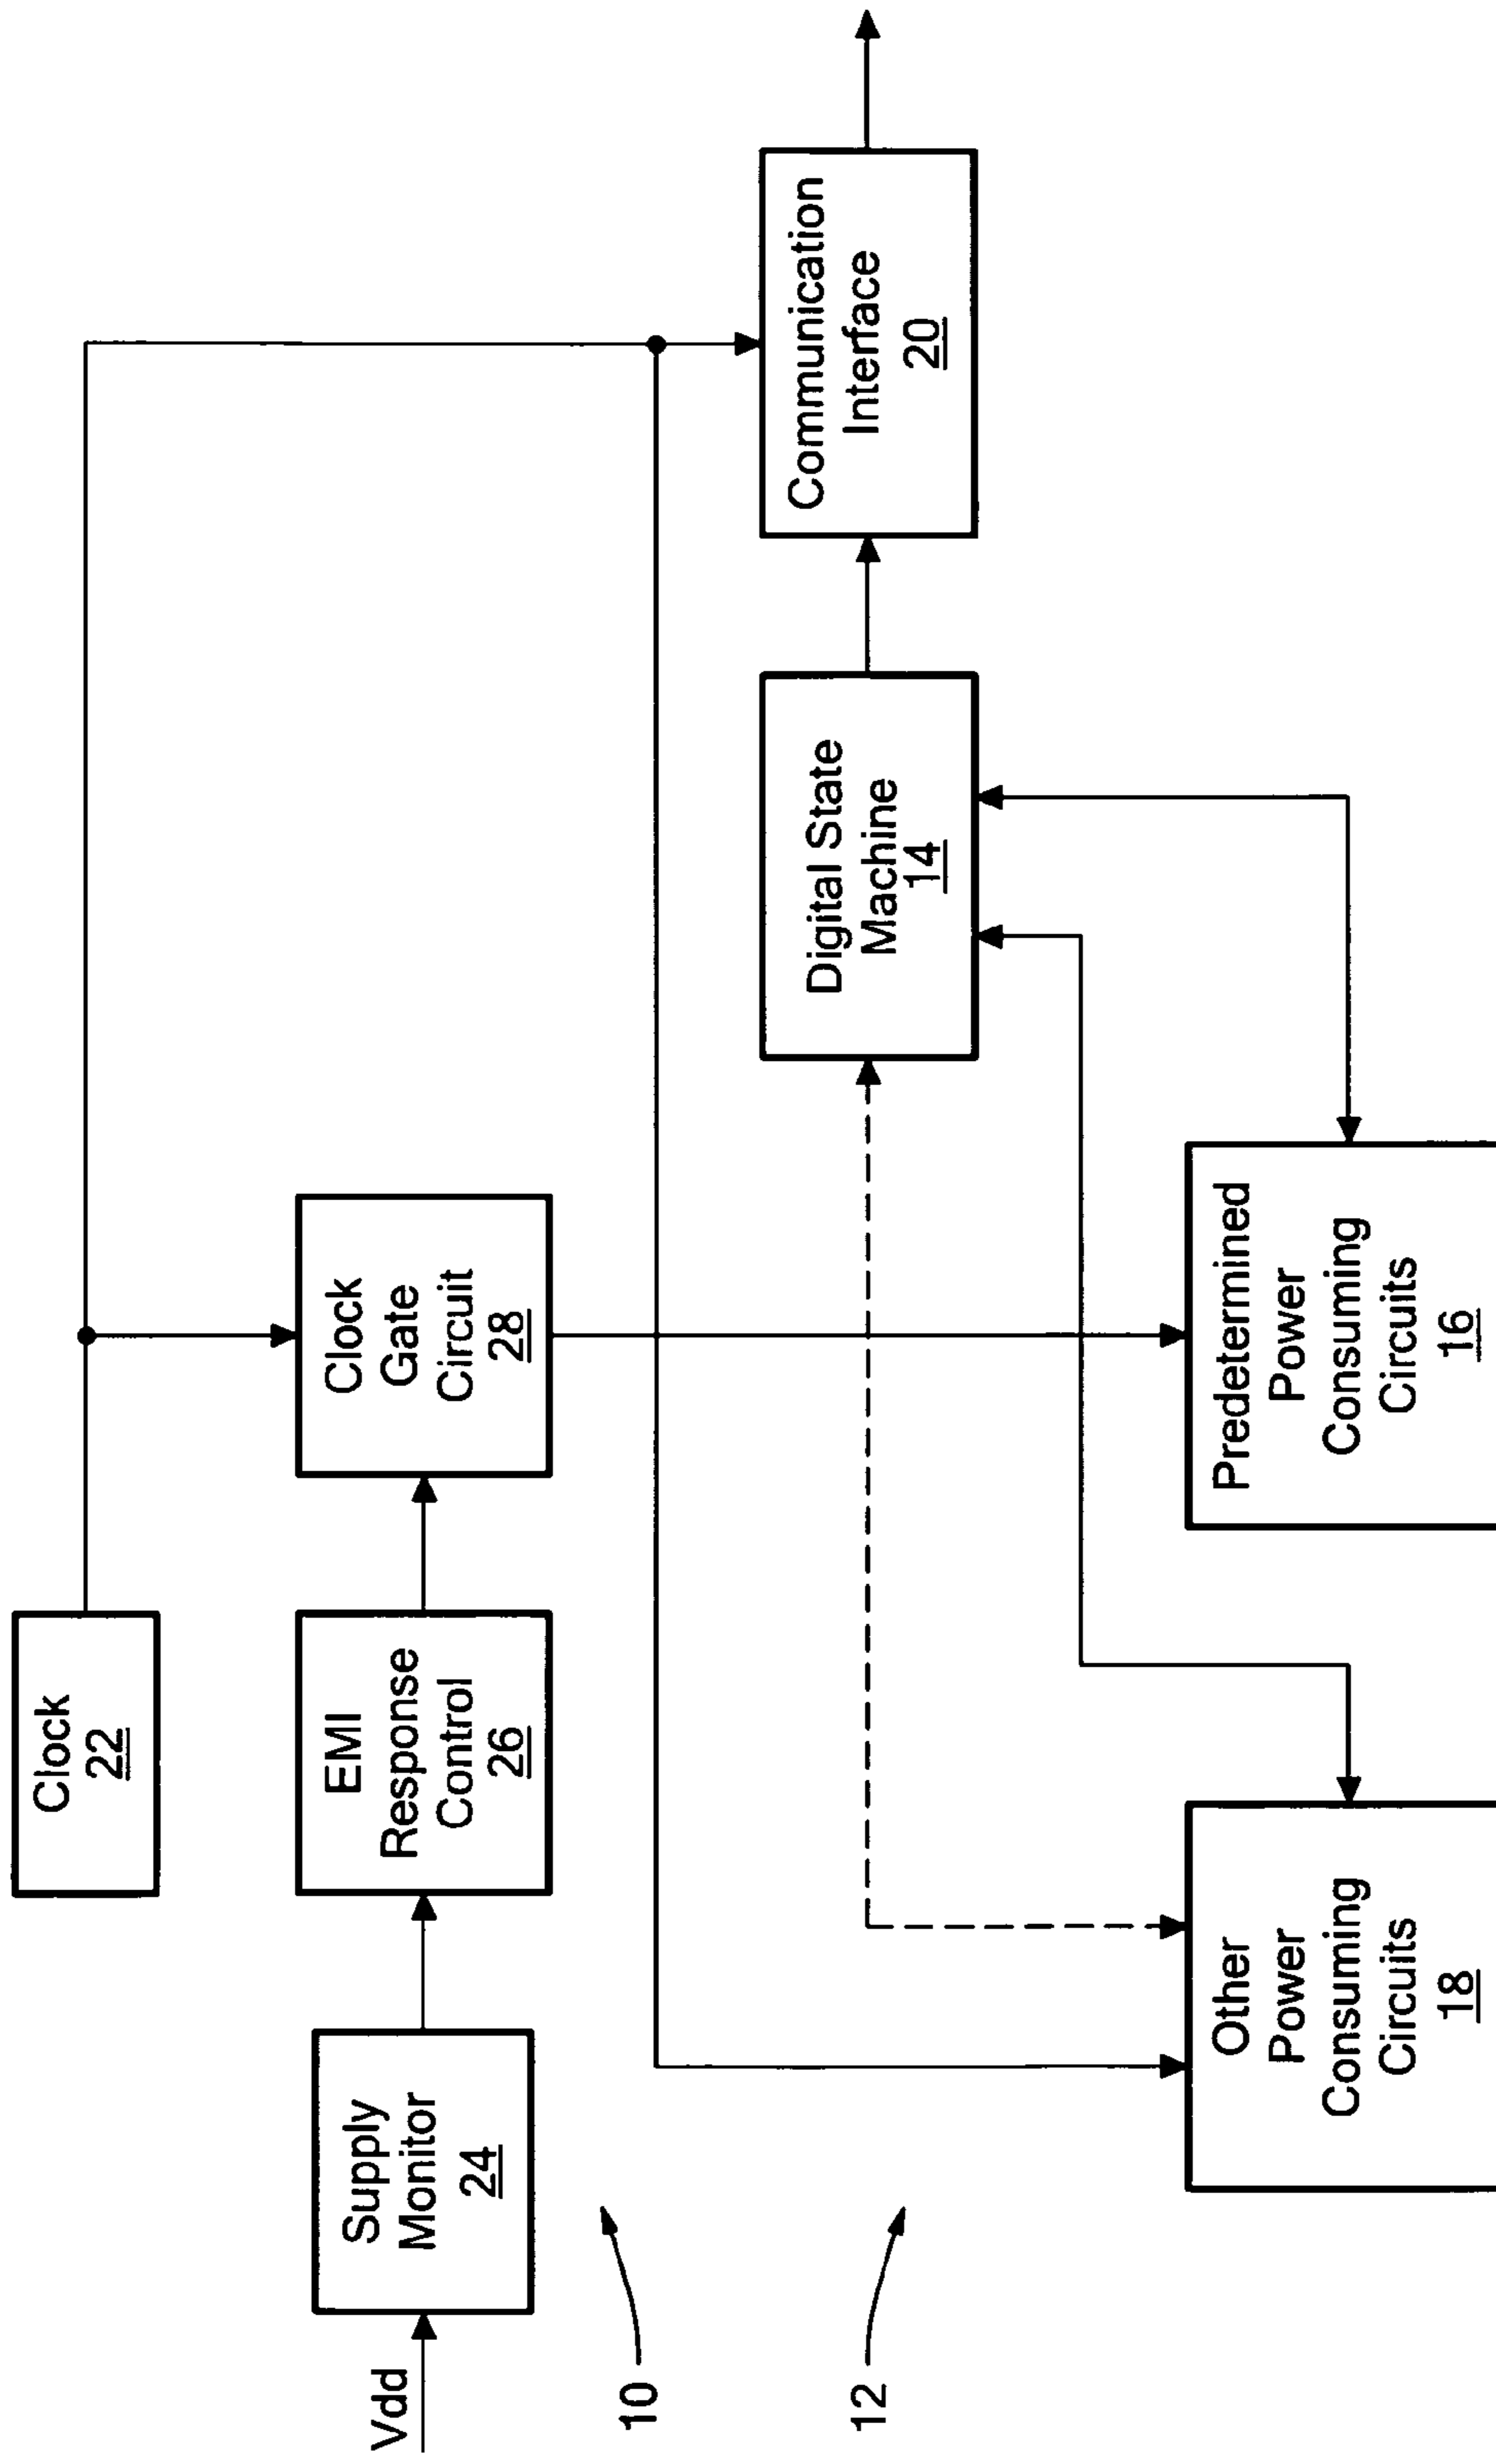 Clock
22
Vdd
Supply
Monitor
24
EMI
Response
Control
26
Clock
Gate
Circuit
28
10
12
Digital State
Machine
14
Communication
Interface
20
Other
Power
Consuming
Circuits
18
Predetermined
Power
Consuming
Circuits
16